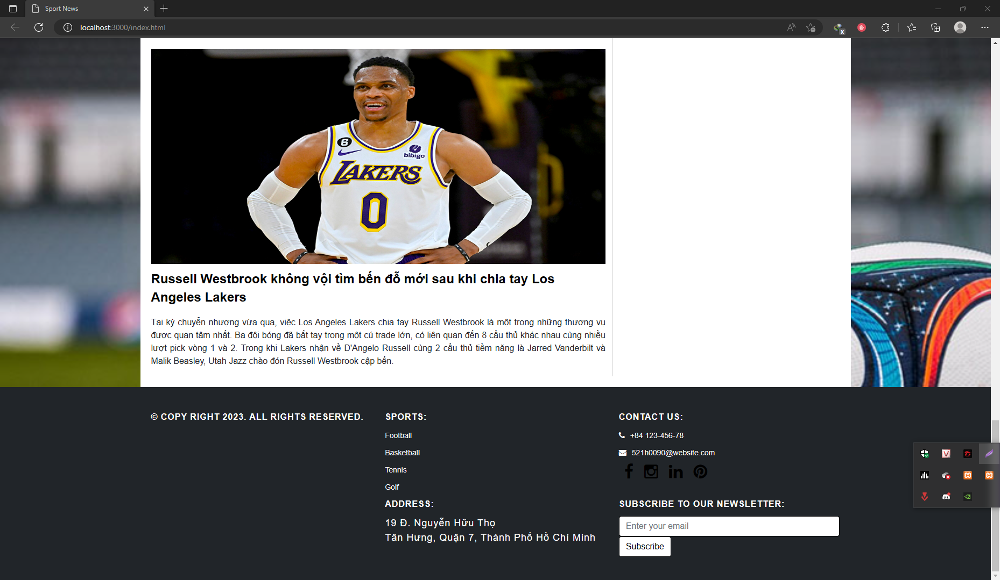 Sport News
localhost:3000/index.html
6
bibigo
LAKERS
0
Russell Westbrook không vội tìm bến đỗ mới sau khi chia tay Los
Angeles Lakers
Tại kỳ chuyển nhượng vừa qua, việc Los Angeles Lakers chia tay Russell Westbrook là một trong những thương vụ
được quan tâm nhất. Ba đội bóng đã bắt tay trong một cú trade lớn, có liên quan đến 8 cầu thủ khác nhau cùng nhiều
lượt pick vòng 1 và 2. Trong khi Lakers nhận về D'Angelo Russell cùng 2 cầu thủ tiềm năng là Jarred Vanderbilt và
Malik Beasley, Utah Jazz chào đón Russell Westbrook cập bến.
© COPY RIGHT 2023. ALL RIGHTS RESERVED.
SPORTS:
Football
Basketball
Tennis
Golf
ADDRESS:
19 Đ. Nguyễn Hữu Thọ
Tân Hưng, Quận 7, Thành Phố Hồ Chí Minh
CONTACT US:
+84 123-456-78
521h0090@website.com
SUBSCRIBE TO OUR NEWSLETTER:
Enter your email
Subscribe